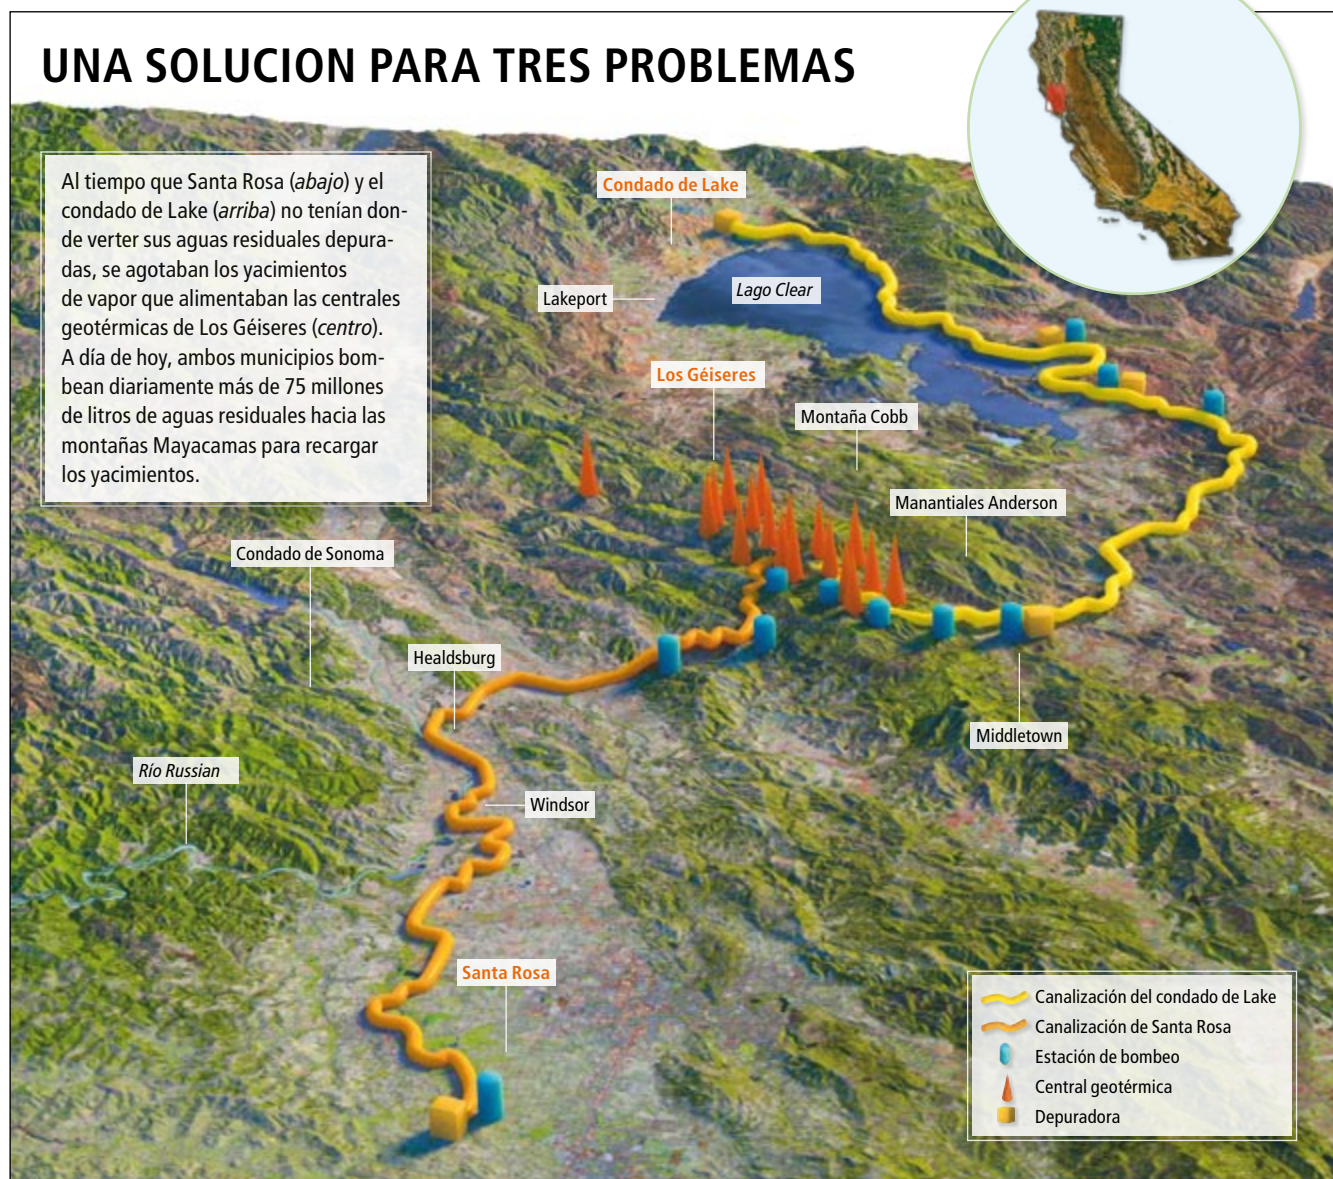 UNA SOLUCION PARA TRES PROBLEMAS
Al tiempo que Santa Rosa (abajo) y el
condado de Lake (arriba) no tenían don-
de verter sus aguas residuales depura-
das, se agotaban los yacimientos
de vapor que alimentaban las centrales
geotérmicas de Los Géiseres (centro).
A día de hoy, ambos municipios bom-
bean diariamente más de 75 millones
de litros de aguas residuales hacia las
montañas Mayacamas para recargar
los yacimientos.
Condado de Lake
Lago Clear
Lakeport
Los Géiseres
Montaña Cobb
Manantiales Anderson
Condado de Sonoma
Healdsburg
Middletown
Río Russian
Windsor
Santa Rosa
Canalización del condado de Lake
Canalización de Santa Rosa
Estación de bombeo
Central geotérmica
Depuradora